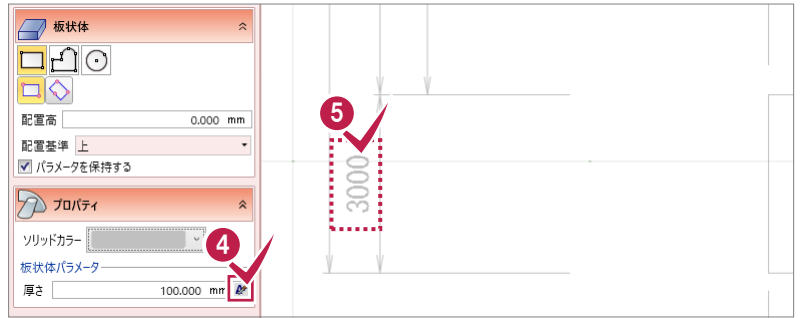 板状体
配置高 0.000 mm
配置基準 上
パラメータを保持する
プロパティ
ソリッドカラー
4
板状体パラメータ
厚さ 100.000 mm
5
3000